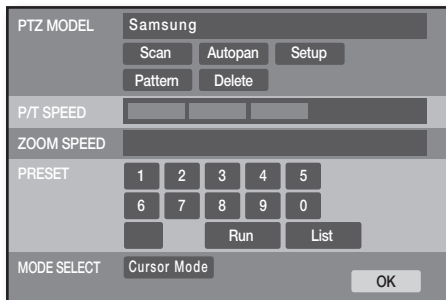 PTZ MODEL Samsung
Scan Autopan Setup
Pattern Delete
P/T SPEED
ZOOM SPEED
PRESET 1 2 3 4 5
6 7 8 9 0
Run List
MODE SELECT Cursor Mode
OK